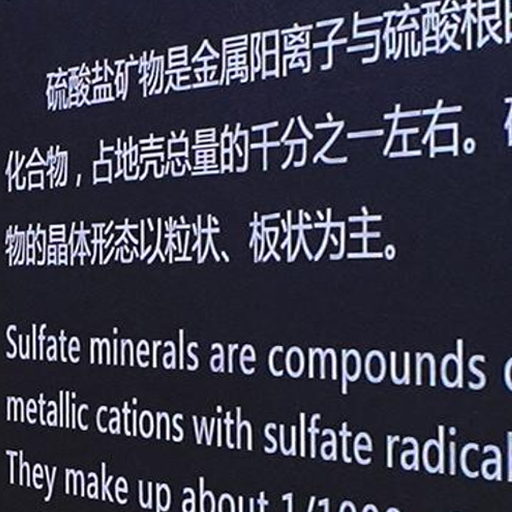 硫酸盐矿物是金属阳离子与硫酸根
化合物，占地壳总量的千分之一左右。
物的晶体形态以粒状、板状为主。
Sulfate minerals are compounds
metallic cations with sulfate radical
They make up about